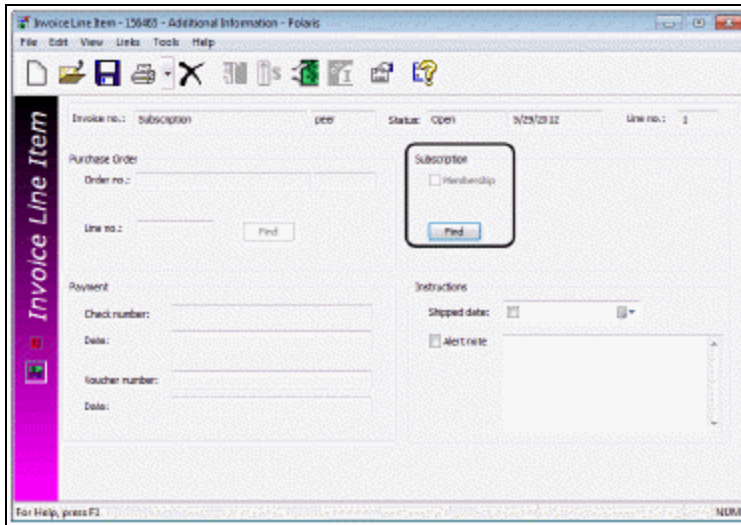 Invoice Line Item - 156465 - Additional Information - Polaris
File Edit View Links Tools Help
Invoice Line Item
Invoice no.: Subscription peer Status: Open 5/29/2012 Line no.: 1
Purchase Order
Order no.:
Line no.: Find
Subscription
Membership
Find
Payment
Check number:
Date:
Voucher number:
Date:
Instructions
Shipped date:
Alert note
For Help, press F1 NUM